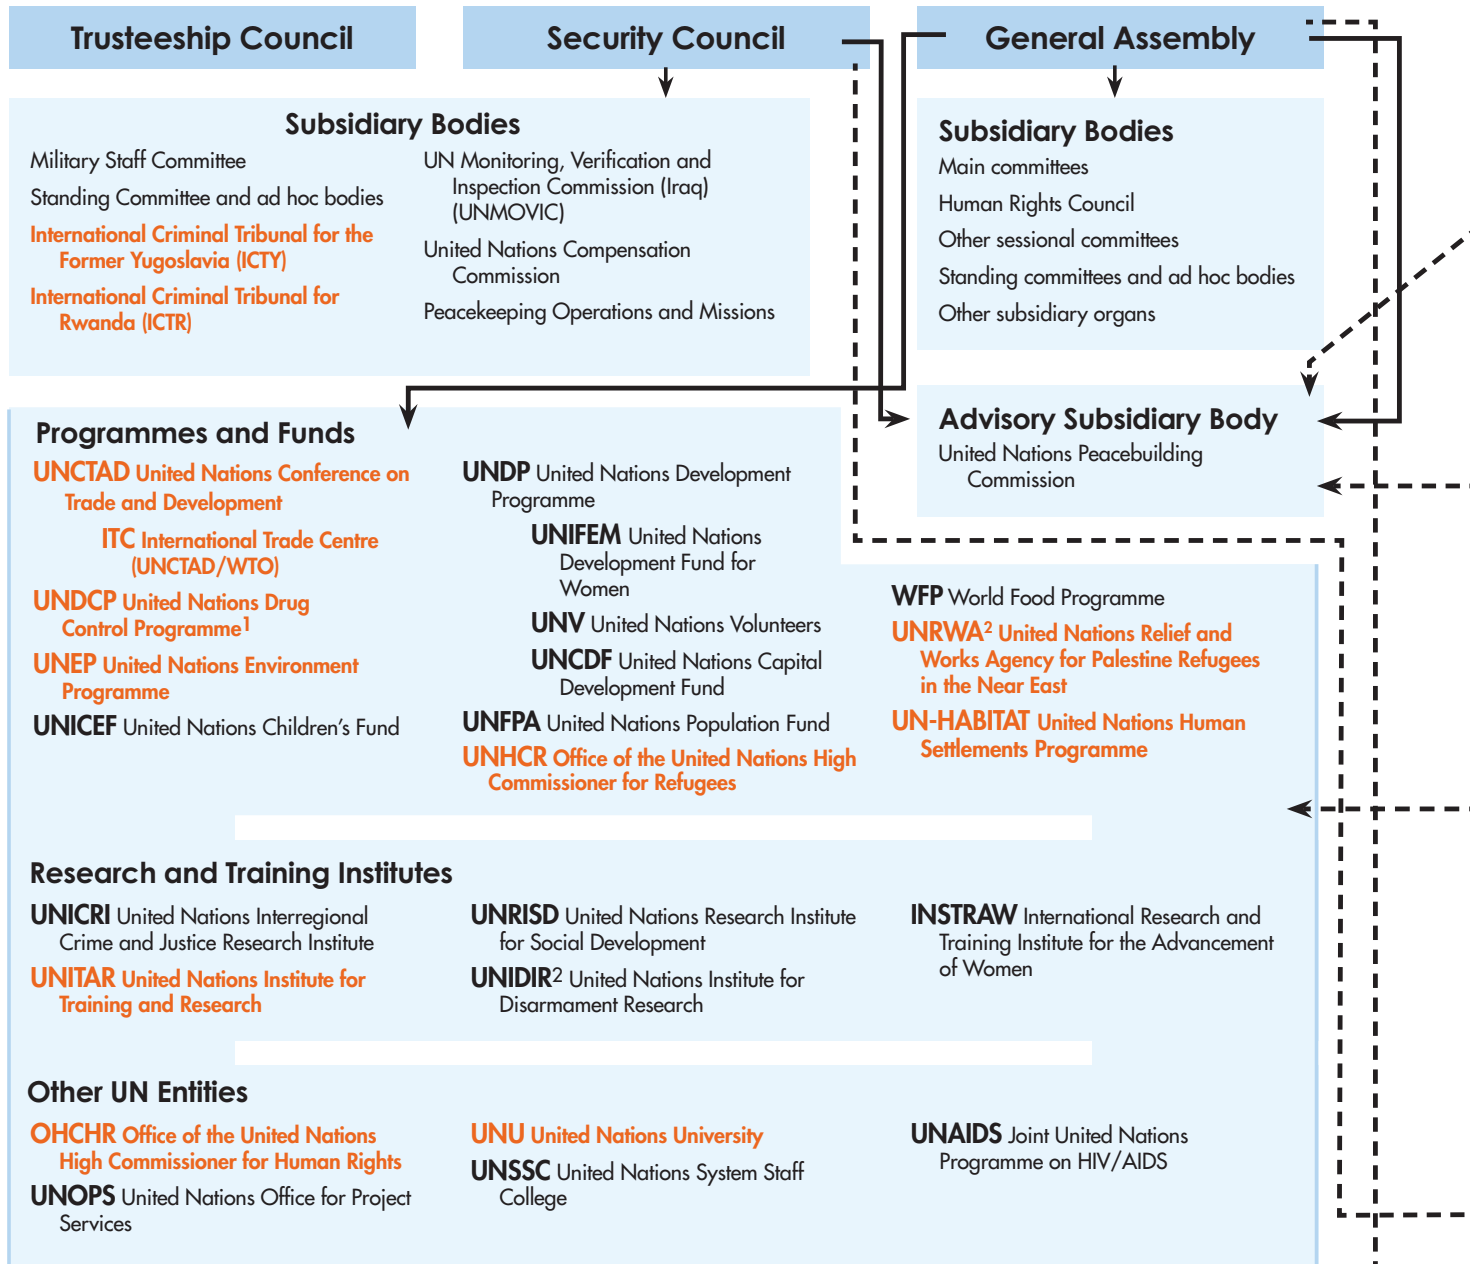 Trusteeship Council
Security Council
General Assembly
Subsidiary Bodies
Military Staff Committee
Standing Committee and ad hoc bodies
International Criminal Tribunal for the
Former Yugoslavia (ICTY)
International Criminal Tribunal for
Rwanda (ICTR)
UN Monitoring, Verification and
Inspection Commission (Iraq)
(UNMOVIC)
United Nations Compensation
Commission
Peacekeeping Operations and Missions
Subsidiary Bodies
Main committees
Human Rights Council
Other sessional committees
Standing committees and ad hoc bodies
Other subsidiary organs
Advisory Subsidiary Body
United Nations Peacebuilding
Commission
Programmes and Funds
UNCTAD United Nations Conference on
Trade and Development
ITC International Trade Centre
(UNCTAD/WTO)
UNDCP United Nations Drug
Control Programme1
UNEP United Nations Environment
Programme
UNICEF United Nations Children's Fund
UNDP United Nations Development
Programme
UNIFEM United Nations
Development Fund for
Women
UNV United Nations Volunteers
UNCDF United Nations Capital
Development Fund
UNFPA United Nations Population Fund
UNHCR Office of the United Nations High
Commissioner for Refugees
WFP World Food Programme
UNRWA2 United Nations Relief and
Works Agency for Palestine Refugees
in the Near East
UN-HABITAT United Nations Human
Settlements Programme
Research and Training Institutes
UNICRI United Nations Interregional
Crime and Justice Research Institute
UNITAR United Nations Institute for
Training and Research
UNRISD United Nations Research Institute
for Social Development
UNIDIR2 United Nations Institute for
Disarmament Research
INSTRAW International Research and
Training Institute for the Advancement
of Women
Other UN Entities
OHCHR Office of the United Nations
High Commissioner for Human Rights
UNOPS United Nations Office for Project
Services
UNU United Nations University
UNSSC United Nations System Staff
College
UNAIDS Joint United Nations
Programme on HIV/AIDS